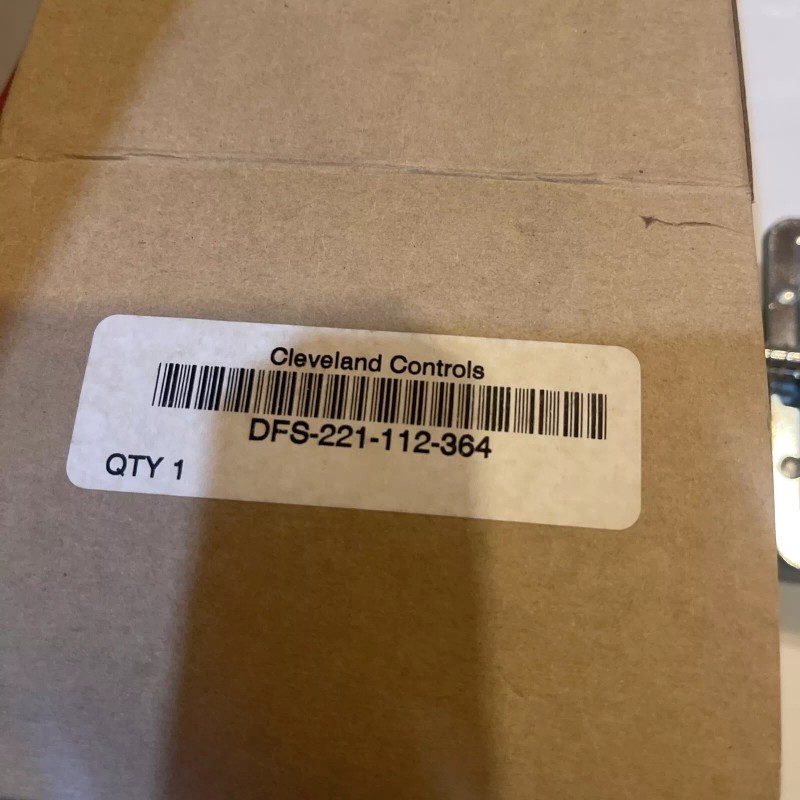 Cleveland Controls
DFS-221-112-364
QTY 1